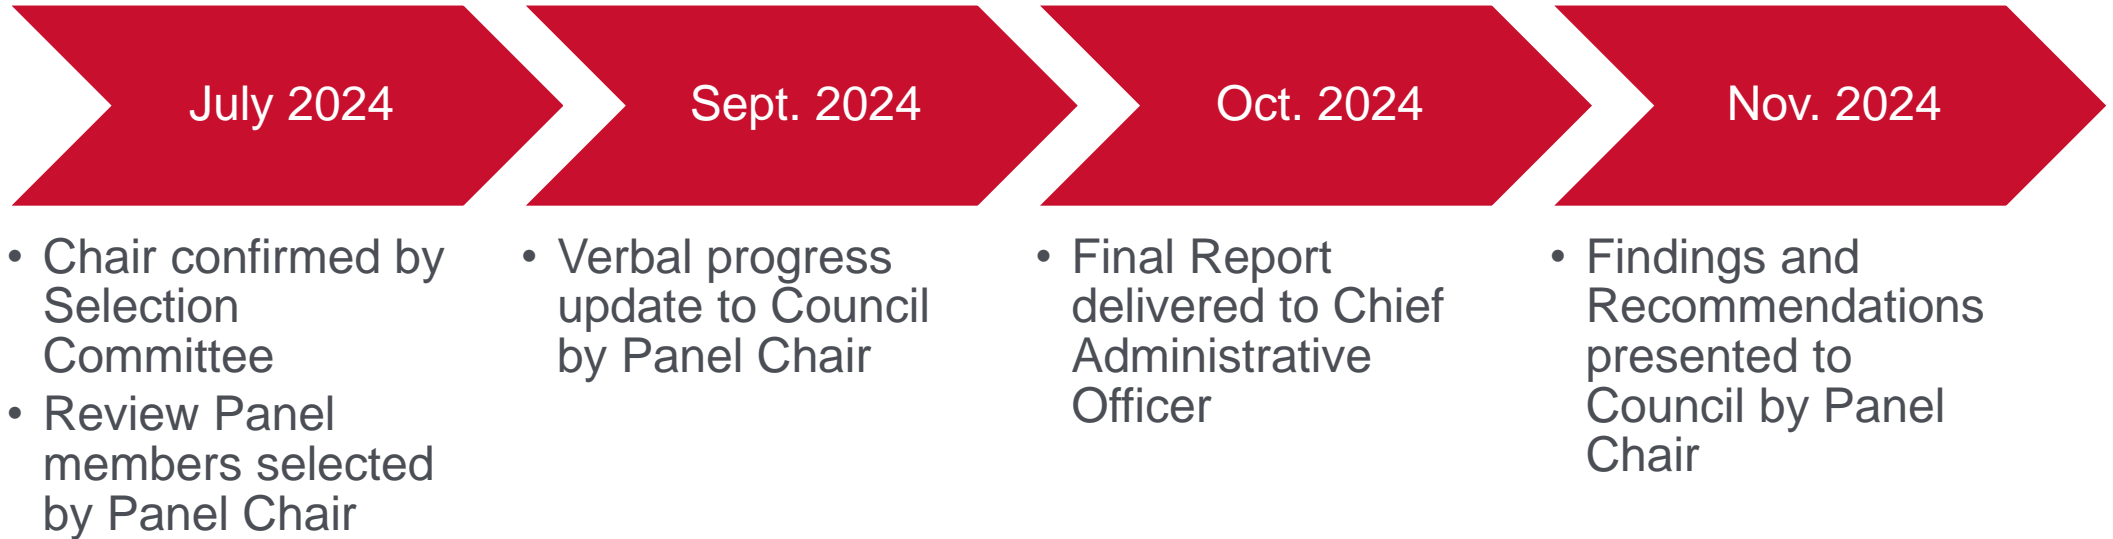 July 2024
• Chair confirmed by
Selection
Committee
• Review Panel
members selected
by Panel Chair
Sept. 2024
• Verbal progress
update to Council
by Panel Chair
Oct. 2024
• Final Report
delivered to Chief
Administrative
Officer
Nov. 2024
• Findings and
Recommendations
presented to
Council by Panel
Chair